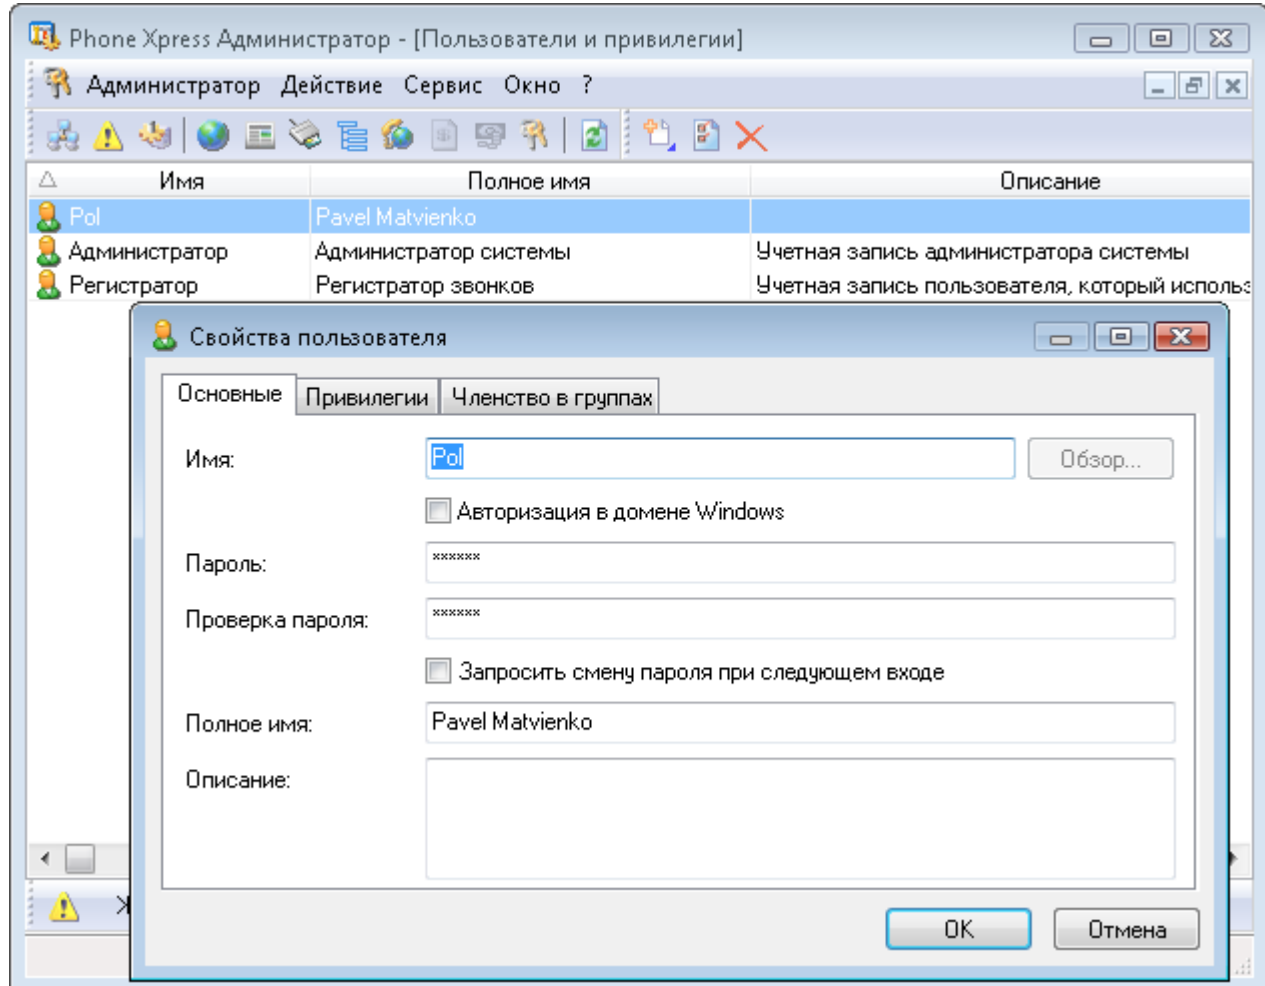 Phone Xpress Администратор - [Пользователи и привилегии]
Администратор Действие Сервис Окно ?
Имя Полное имя Описание
Pol Pavel Matvienko
Администратор Администратор системы Учетная запись администратора системы
Регистратор Регистратор звонков Учетная запись пользователя, который
Свойства пользователя
Основные Привилегии Членство в группах
Имя: Pol Обзор...
Авторизация в домене Windows
Пароль: ××××××
Проверка пароля: ××××××
Запросить смену пароля при следующем входе
Полное имя: Pavel Matvienko
Описание:
OK Отмена